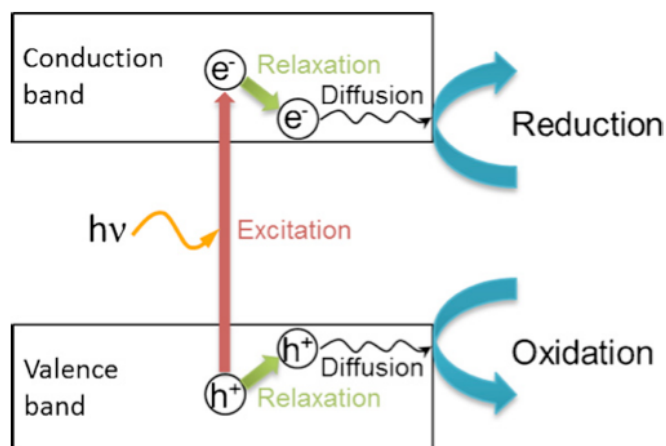 Conduction
band
e⁻
Relaxation
e⁻
Diffusion
Reduction
hν
Excitation
Valence
band
h⁺
h⁺
Relaxation
Diffusion
Oxidation